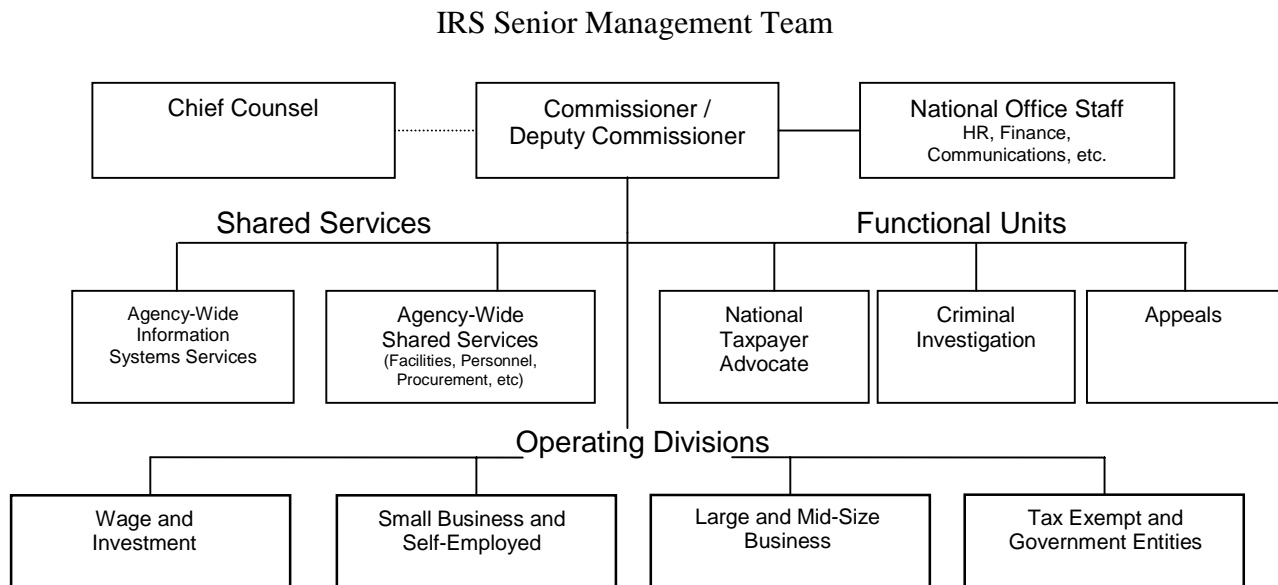 IRS Senior Management Team
Chief Counsel
Commissioner /
Deputy Commissioner
National Office Staff
HR, Finance,
Communications, etc.
Shared Services
Functional Units
Agency-Wide
Information
Systems Services
Agency-Wide
Shared Services
(Facilities, Personnel,
Procurement, etc)
National
Taxpayer
Advocate
Criminal
Investigation
Appeals
Operating Divisions
Wage and
Investment
Small Business and
Self-Employed
Large and Mid-Size
Business
Tax Exempt and
Government Entities